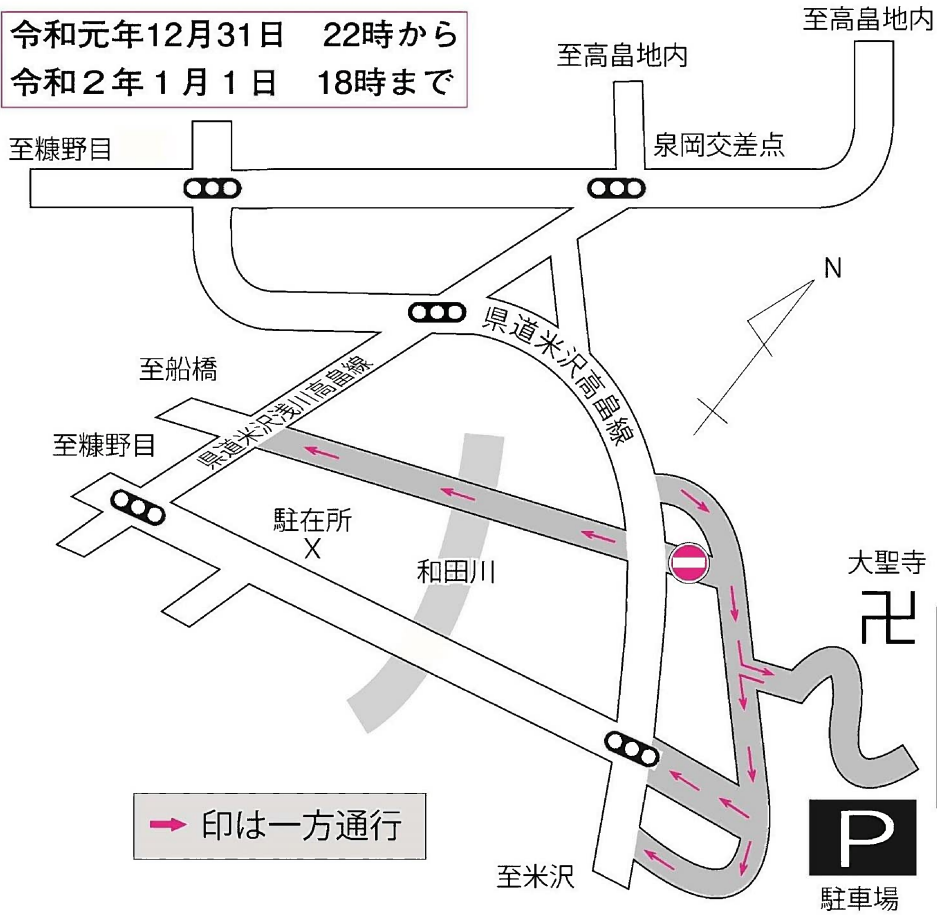 令和元年12月31日　22時から
令和２年１月１日　18時まで
至高畠地内
至高畠地内
至糠野目
泉岡交差点
N
県道米沢高畠線
至船橋
県道米沢浅川高畠線
至糠野目
駐在所
X
和田川
大聖寺
卍
印は一方通行
至米沢
P
駐車場